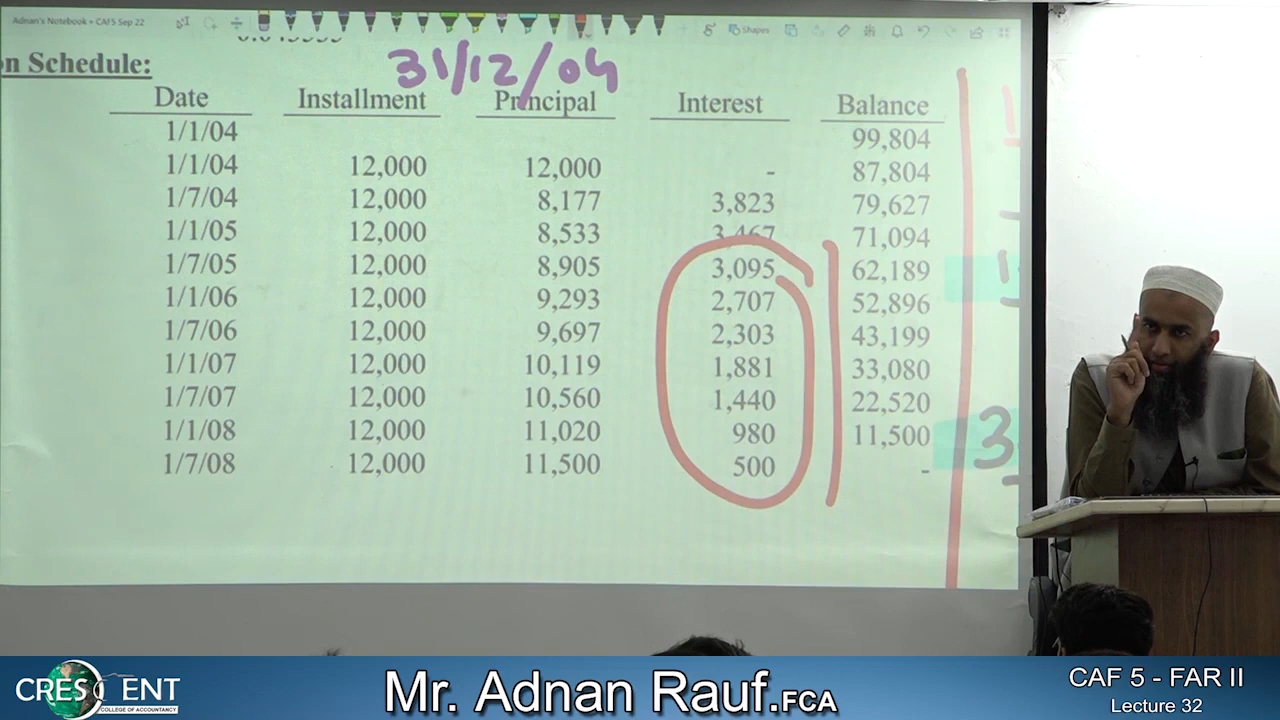 Adnan's Notebook » CAF5 Sep 22
Shapes
31/12/04
n Schedule:
Date Installment Principal Interest Balance
1/1/04 99,804
1/1/04 12,000 12,000 - 87,804
1/7/04 12,000 8,177 3,823 79,627
1/1/05 12,000 8,533 3,467 71,094
1/7/05 12,000 8,905 3,095 62,189
1/1/06 12,000 9,293 2,707 52,896
1/7/06 12,000 9,697 2,303 43,199
1/1/07 12,000 10,119 1,881 33,080
1/7/07 12,000 10,560 1,440 22,520
1/1/08 12,000 11,020 980 11,500
1/7/08 12,000 11,500 500 -
13
CRESCENT
COLLEGE OF ACCOUNTANCY
Mr. Adnan Rauf.FCA
CAF 5 - FAR II
Lecture 32